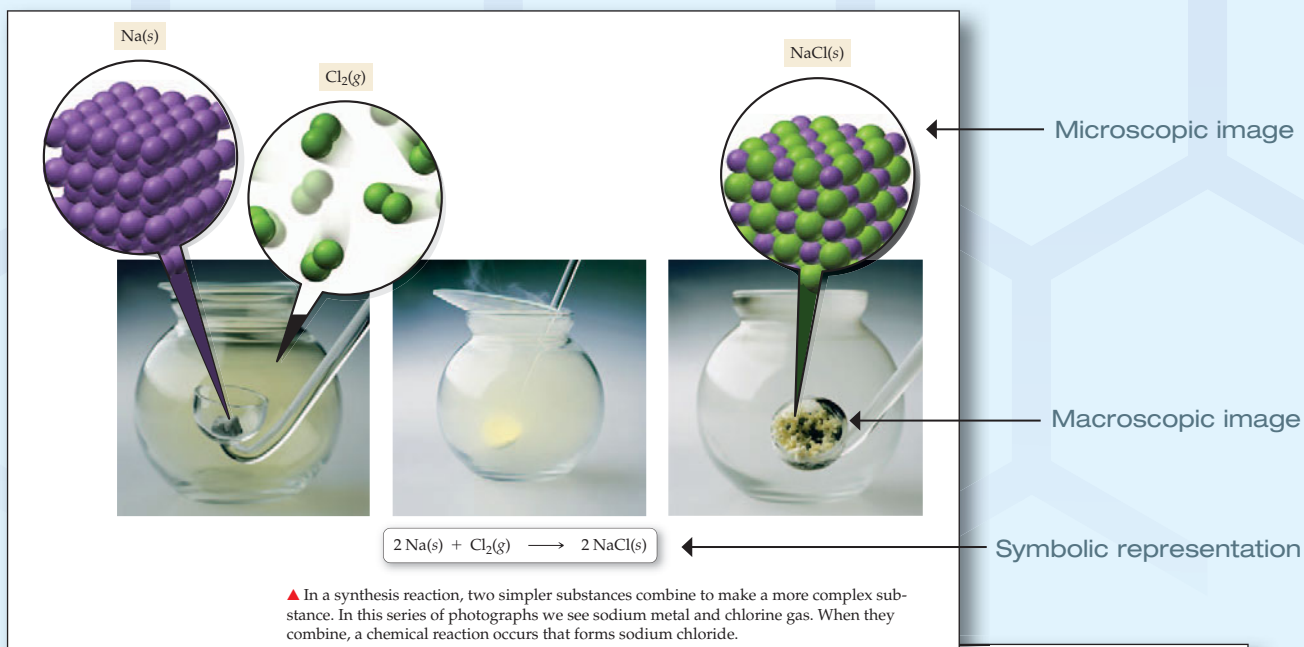 Na(s)
Cl₂(g)
NaCl(s)
Microscopic image
Macroscopic image
2 Na(s) + Cl₂(g) ⟶ 2 NaCl(s)
Symbolic representation
▲ In a synthesis reaction, two simpler substances combine to make a more complex sub-
stance. In this series of photographs we see sodium metal and chlorine gas. When they
combine, a chemical reaction occurs that forms sodium chloride.